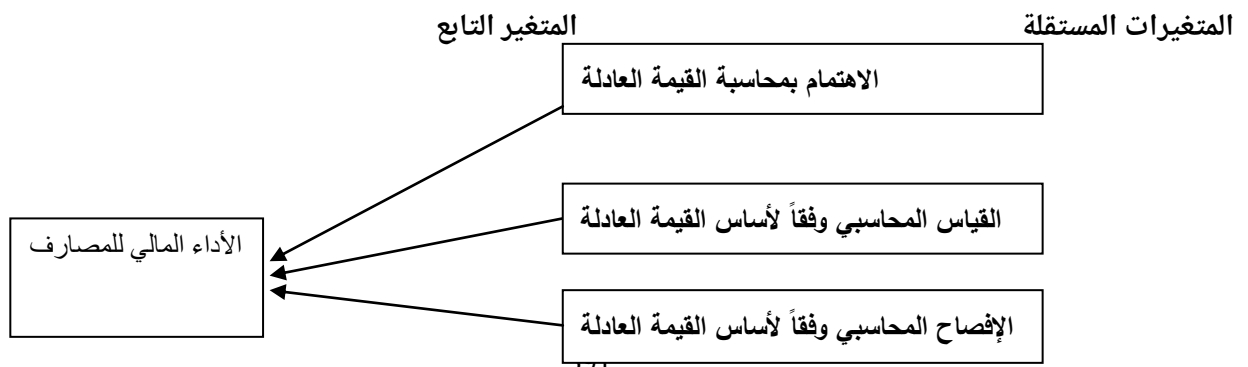 المتغيرات المستقلة
المتغير التابع
الاهتمام بمحاسبة القيمة العادلة
القياس المحاسبي وفقاً لأساس القيمة العادلة
الأداء المالي للمصارف
الإفصاح المحاسبي وفقاً لأساس القيمة العادلة